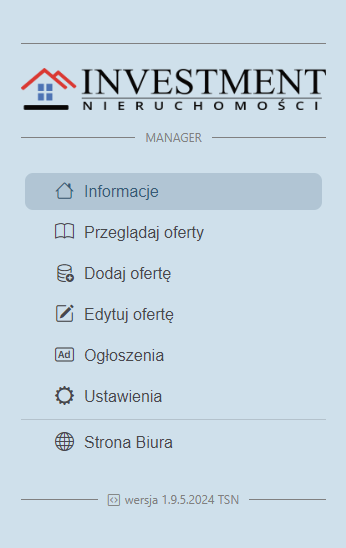 INVESTMENT
NIERUCHOMOŚCI
MANAGER
Informacje
Przeglądaj oferty
Dodaj ofertę
Edytuj ofertę
Ad Ogłoszenia
Ustawienia
Strona Biura
wersja 1.9.5.2024 TSN